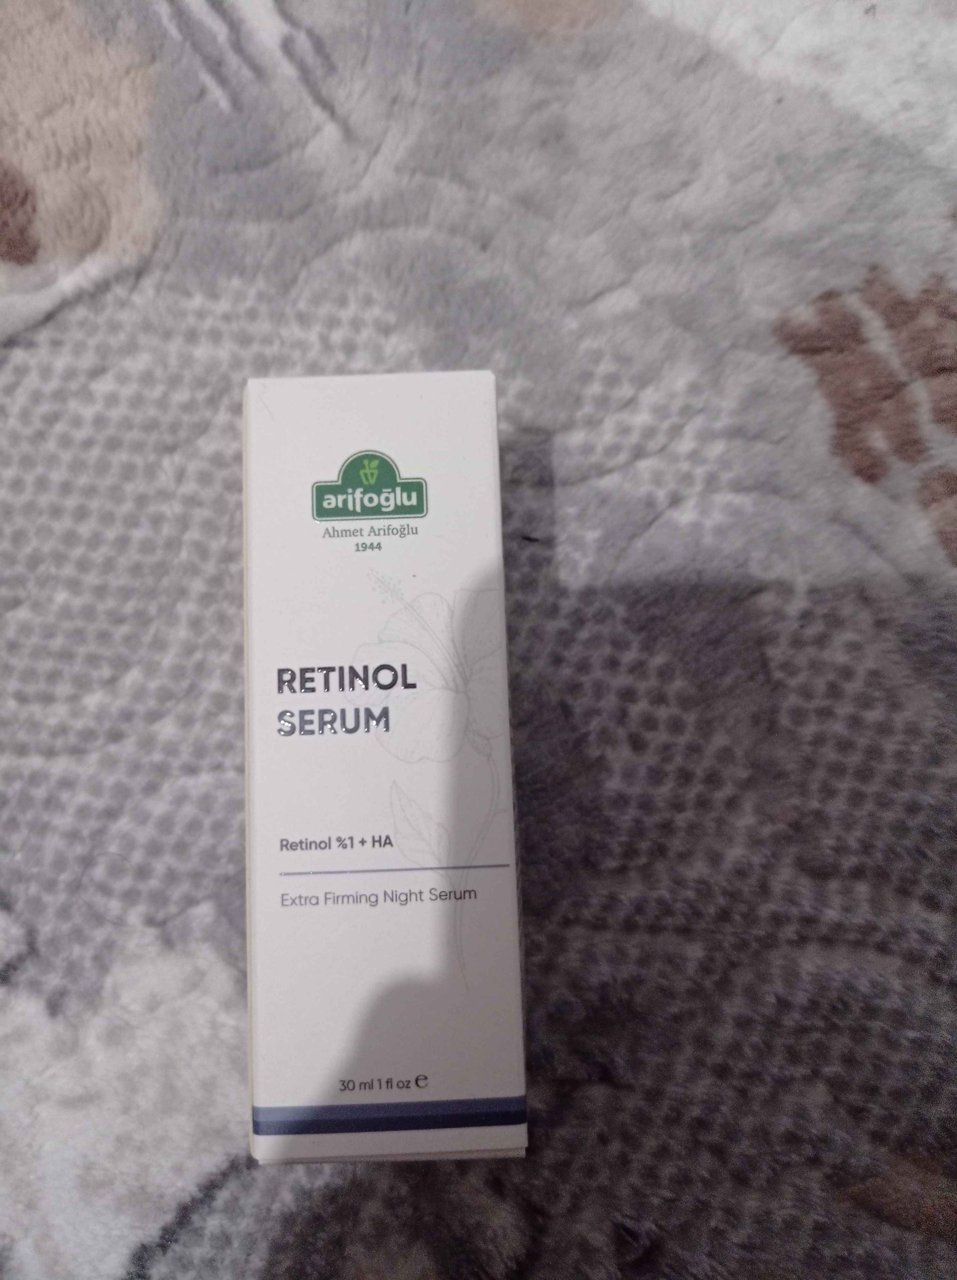 arifoğlu
Ahmet Arifoğlu
1944
RETINOL
SERUM
Retinol %1 + HA
Extra Firming Night Serum
30 ml 1 fl oz ℮